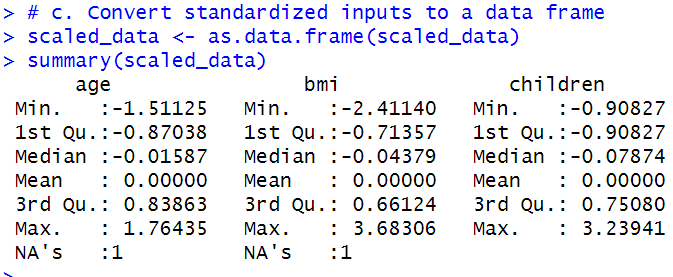 > # c. Convert standardized inputs to a data frame
> scaled_data <- as.data.frame(scaled_data)
> summary(scaled_data)
      age                bmi              children
 Min.   :-1.51125   Min.   :-2.41140   Min.   :-0.90827
 1st Qu.:-0.87038   1st Qu.:-0.71357   1st Qu.:-0.90827
 Median :-0.01587   Median :-0.04379   Median :-0.07874
 Mean   : 0.00000   Mean   : 0.00000   Mean   : 0.00000
 3rd Qu.: 0.83863   3rd Qu.: 0.66124   3rd Qu.: 0.75080
 Max.   : 1.76435   Max.   : 3.68306   Max.   : 3.23941
 NA's   :1          NA's   :1
>